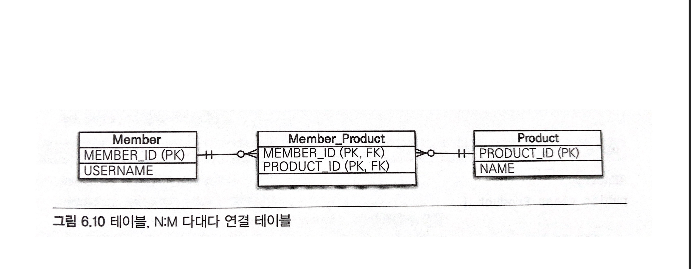 Member
MEMBER_ID (PK)
USERNAME
Member_Product
MEMBER_ID (PK, FK)
PRODUCT_ID (PK, FK)
Product
PRODUCT_ID (PK)
NAME
그림 6.10 테이블, N:M 다대다 연결 테이블